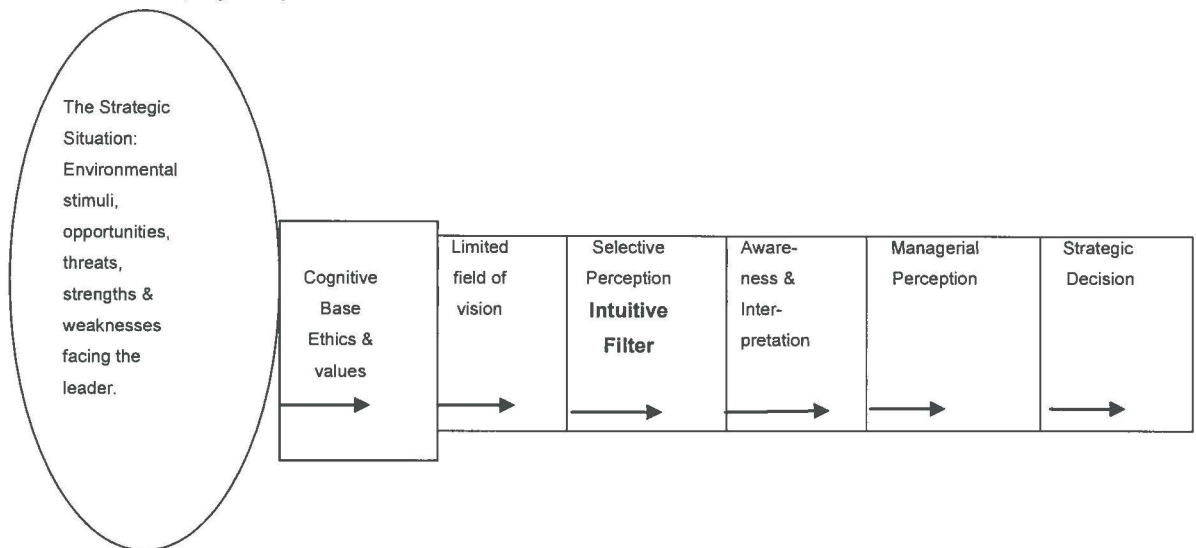 The Strategic
Situation:
Environmental
stimuli,
opportunities,
threats,
strengths &
weaknesses
facing the
leader.
Cognitive
Base
Ethics &
values
Limited
field of
vision
Selective
Perception
Intuitive
Filter
Aware-
ness &
Inter-
pretation
Managerial
Perception
Strategic
Decision